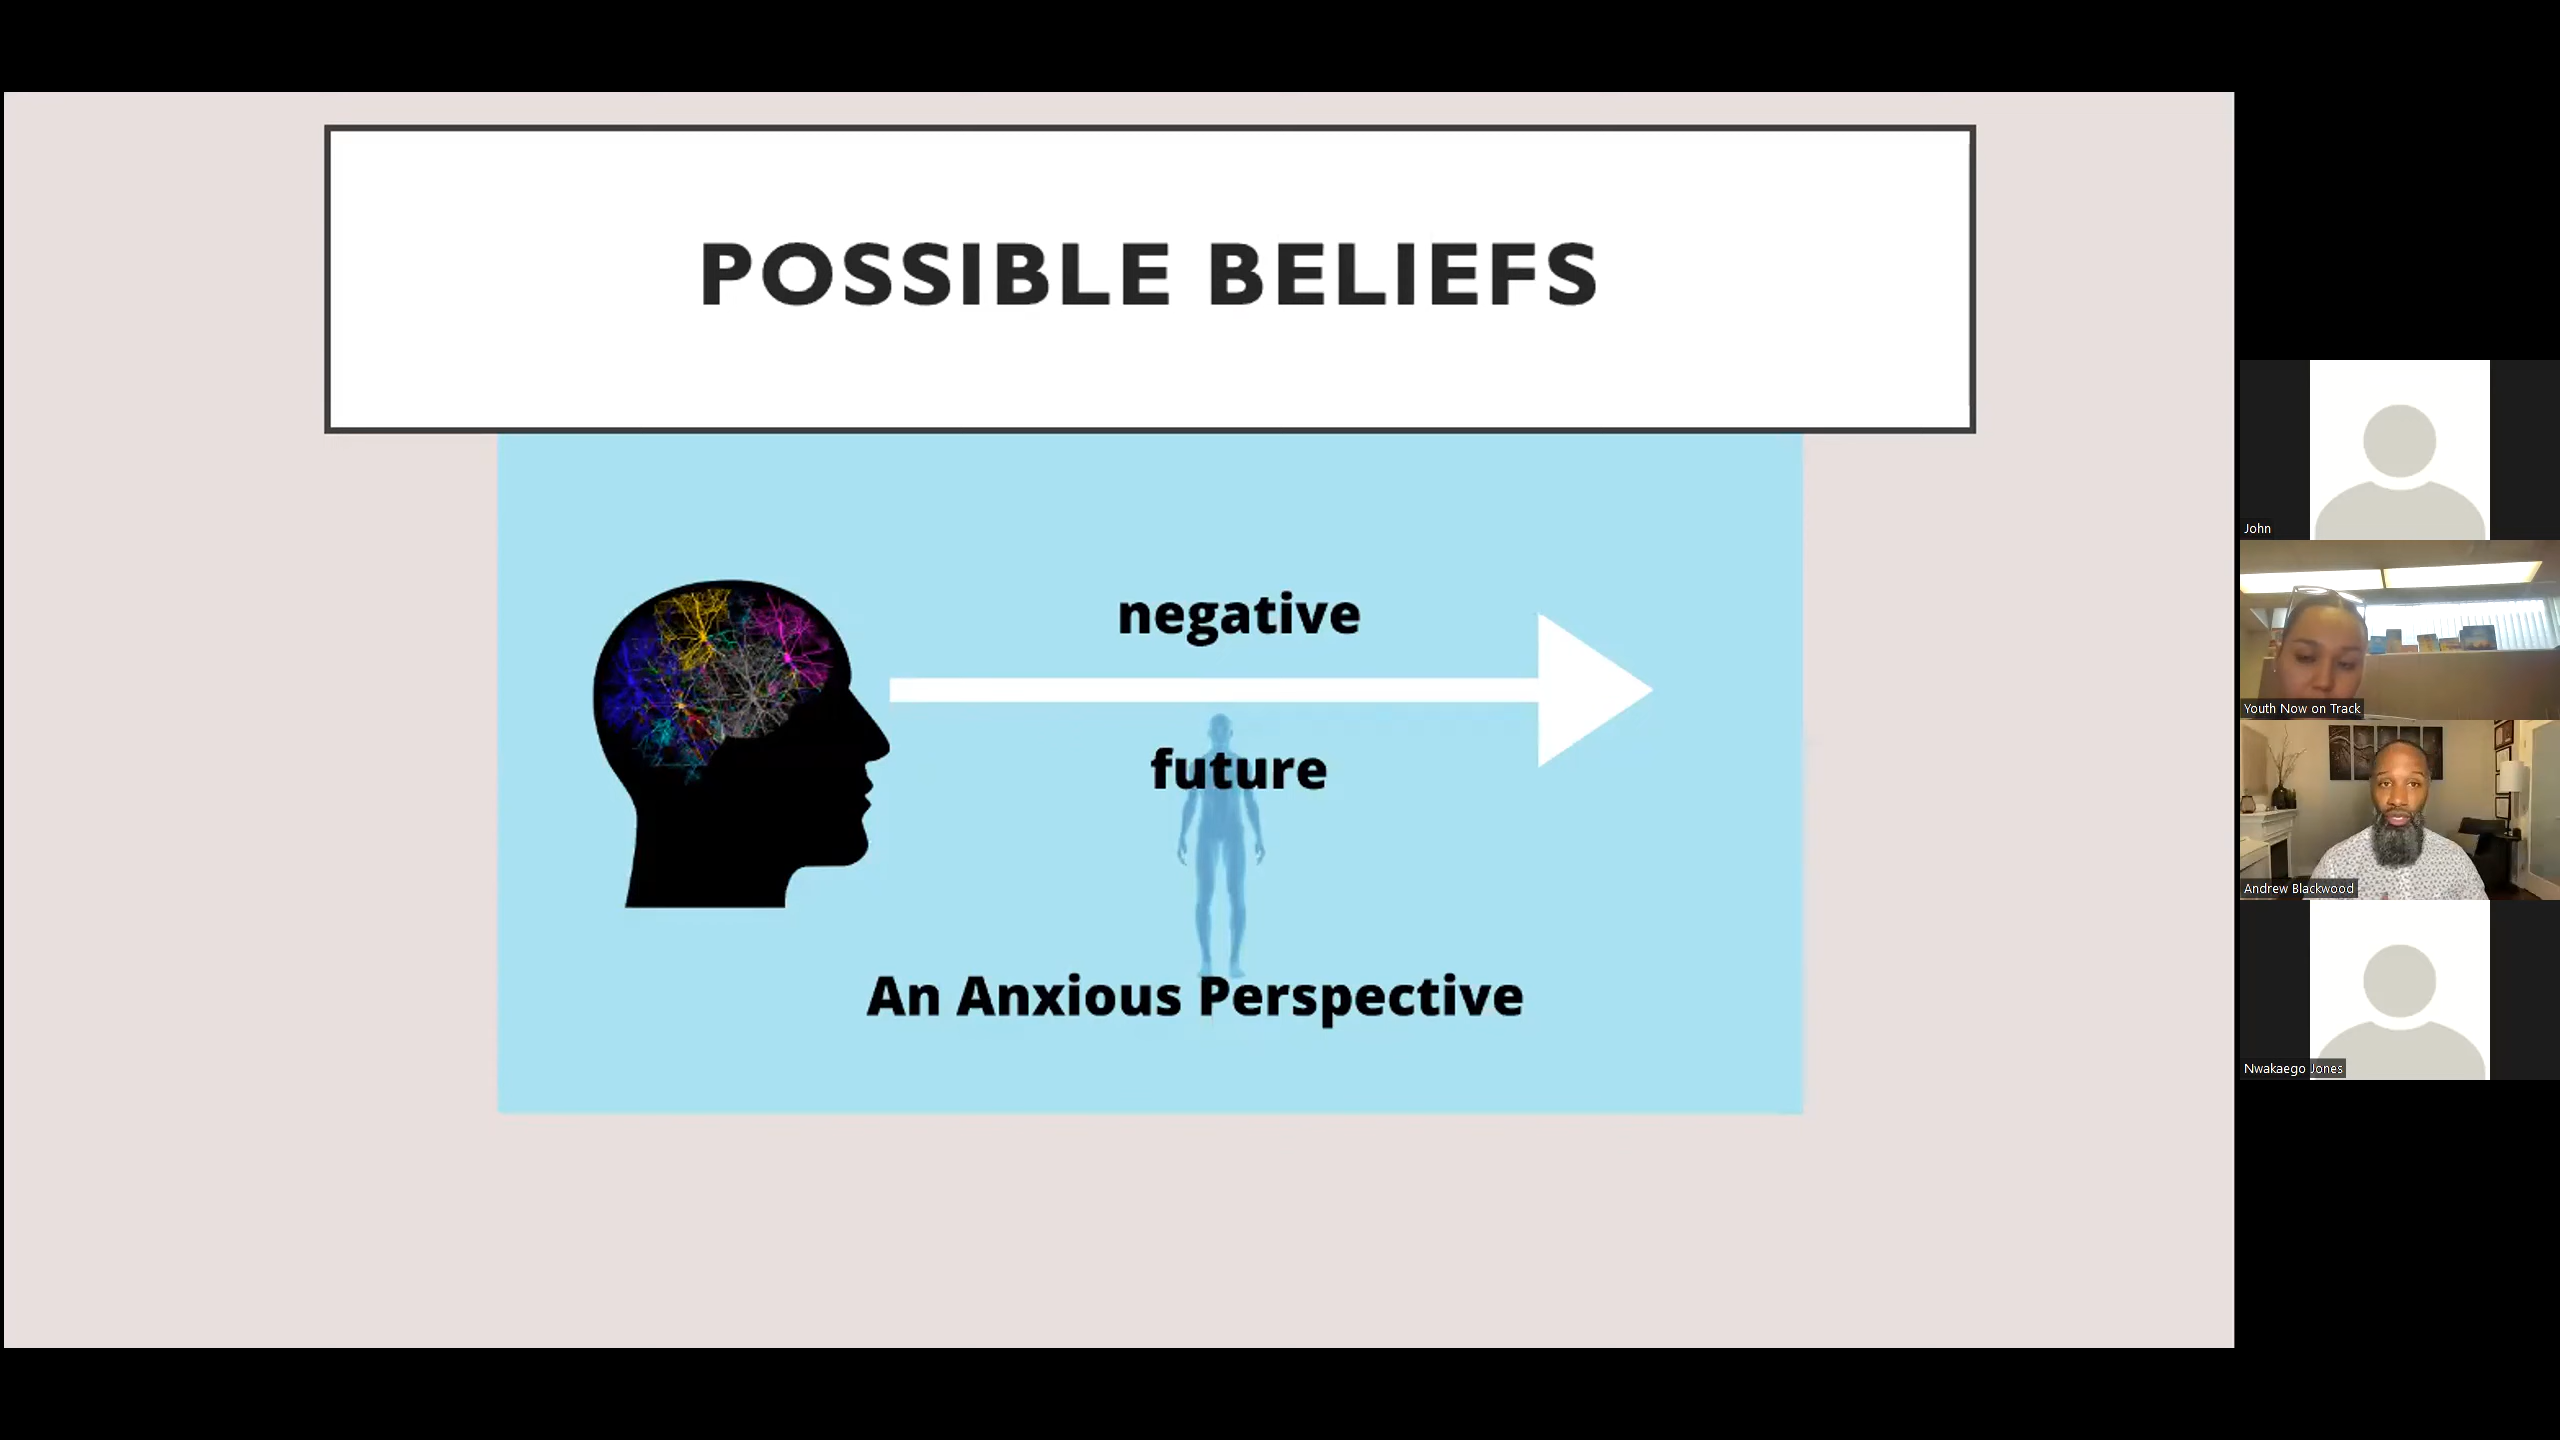 POSSIBLE BELIEFS
negative
future
An Anxious Perspective
John
Youth Now on Track
Andrew Blackwood
Nwakaego Jones